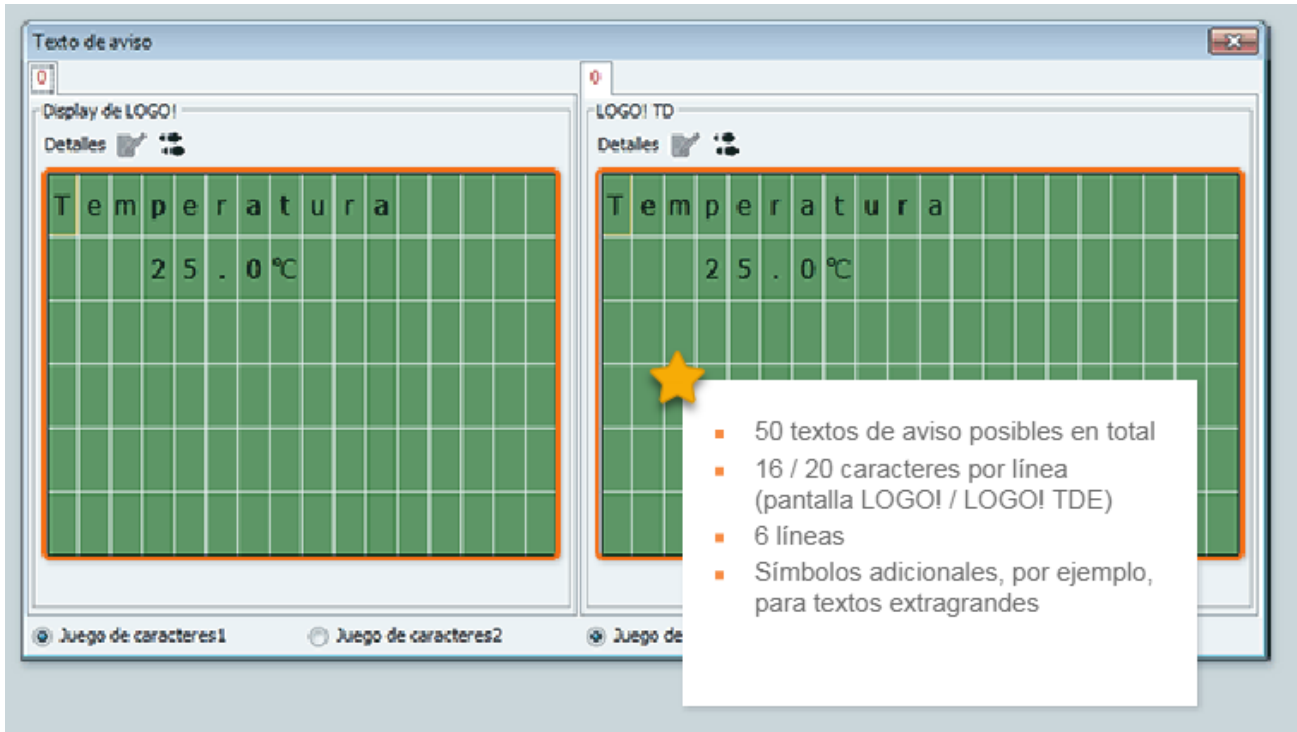 Texto de aviso
Display de LOGO!
Detalles
Temperatura
25.0℃
LOGO! TD
Detalles
Temperatura
25.0℃
50 textos de aviso posibles en total
16 / 20 caracteres por línea
(pantalla LOGO! / LOGO! TDE)
6 líneas
Símbolos adicionales, por ejemplo,
para textos extragrandes
Juego de caracteres1
Juego de caracteres2
Juego de